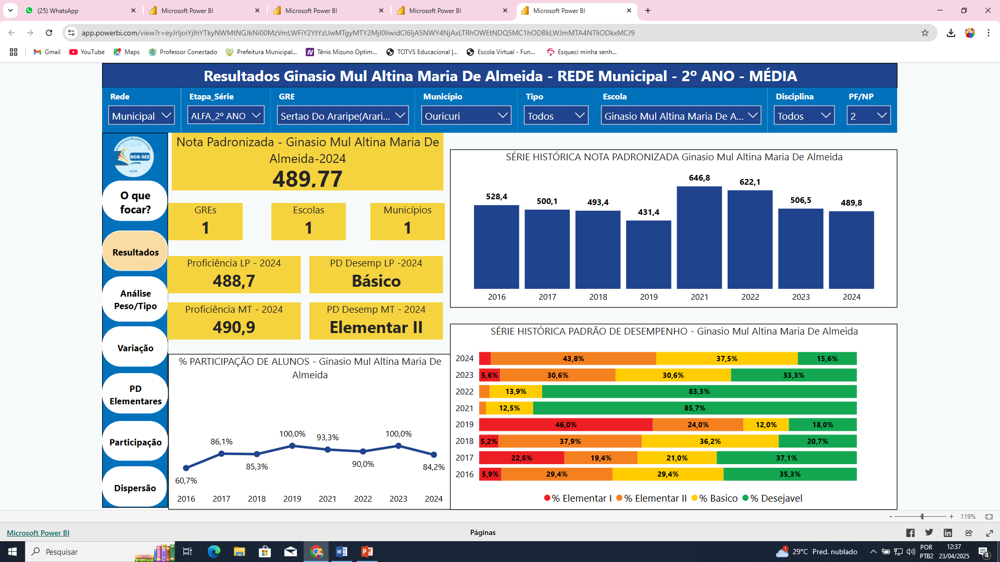 (25) WhatsApp
Microsoft Power BI
Microsoft Power BI
Microsoft Power BI
Microsoft Power BI
app.powerbi.com/view?r=eyJrIjoiYjlhYTkyNWMtNGJkNi00MzVmLWFiY2YtYzUwMTgyMTY2MjI0IiwidCI6IjA5NWY4NjAxLTRhOWEtNDQ5MC1hODBkLWJmMTA4NTliODkxMCJ9
Gmail
YouTube
Maps
Professor Conectado
Prefeitura Municipal...
Tênis Mizuno Optim...
TOTVS Educacional |...
Escola Virtual - Fun...
Esqueci minha senh...
Resultados Ginasio Mul Altina Maria De Almeida - REDE Municipal - 2º ANO - MÉDIA
Rede
Etapa_Série
GRE
Município
Tipo
Escola
Disciplina
PF/NP
Municipal
ALFA_2º ANO
Sertao Do Araripe(Arari...
Ouricuri
Todos
Ginasio Mul Altina Maria De A...
Todos
2
NGR-SEE
O que
focar?
Resultados
Análise
Peso/Tipo
Variação
PD
Elementares
Participação
Dispersão
Nota Padronizada - Ginasio Mul Altina Maria De
Almeida-2024
489,77
GREs
1
Escolas
1
Municípios
1
Proficiência LP - 2024
488,7
PD Desemp LP -2024
Básico
Proficiência MT - 2024
490,9
PD Desemp MT - 2024
Elementar II
% PARTICIPAÇÃO DE ALUNOS - Ginasio Mul Altina Maria De
Almeida
60,7%
86,1%
85,3%
100,0%
93,3%
90,0%
100,0%
84,2%
2016 2017 2018 2019 2021 2022 2023 2024
SÉRIE HISTÓRICA NOTA PADRONIZADA Ginasio Mul Altina Maria De Almeida
528,4 500,1 493,4 431,4 646,8 622,1 506,5 489,8
2016 2017 2018 2019 2021 2022 2023 2024
SÉRIE HISTÓRICA PADRÃO DE DESEMPENHO - Ginasio Mul Altina Maria De Almeida
2024 43,8% 37,5% 15,6%
2023 5,6% 30,6% 30,6% 33,3%
2022 13,9% 83,3%
2021 12,5% 85,7%
2019 46,0% 24,0% 12,0% 18,0%
2018 5,2% 37,9% 36,2% 20,7%
2017 22,6% 19,4% 21,0% 37,1%
2016 5,9% 29,4% 29,4% 35,3%
% Elementar I % Elementar II % Basico % Desejavel
- + 119%
Microsoft Power BI
Páginas
Pesquisar
29°C Pred. nublado
POR
PTB2
12:37
23/04/2025
4